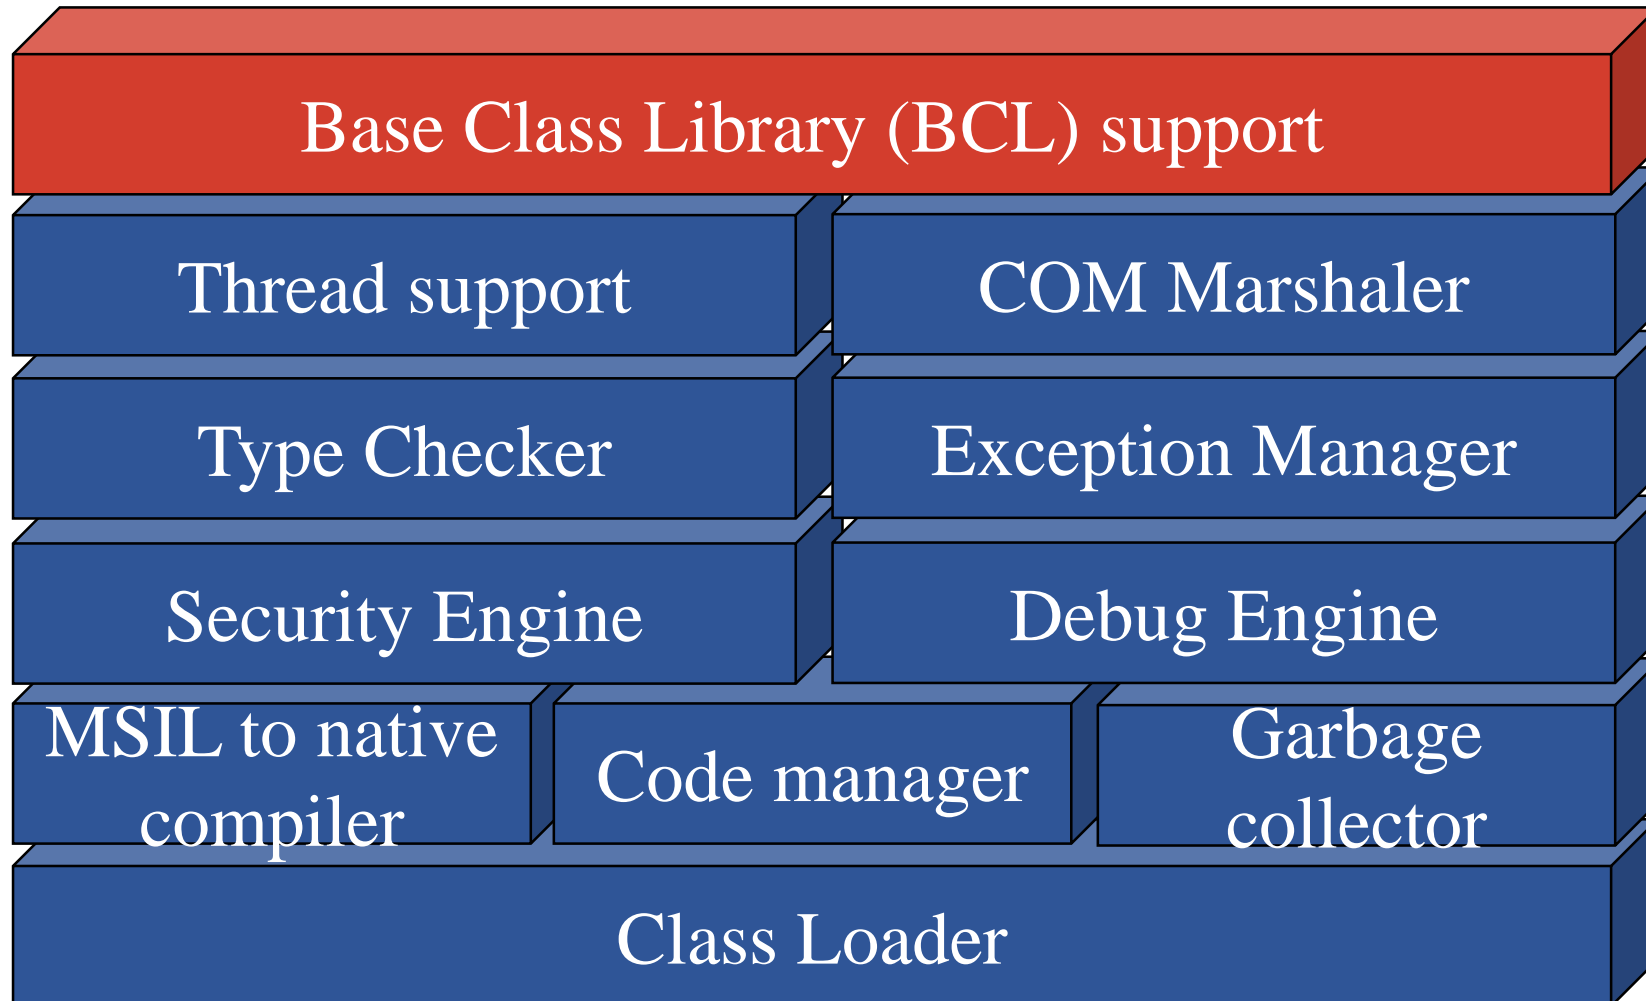 Base Class Library (BCL) support
Thread support
COM Marshaler
Type Checker
Exception Manager
Security Engine
Debug Engine
MSIL to native
compiler
Code manager
Garbage
collector
Class Loader